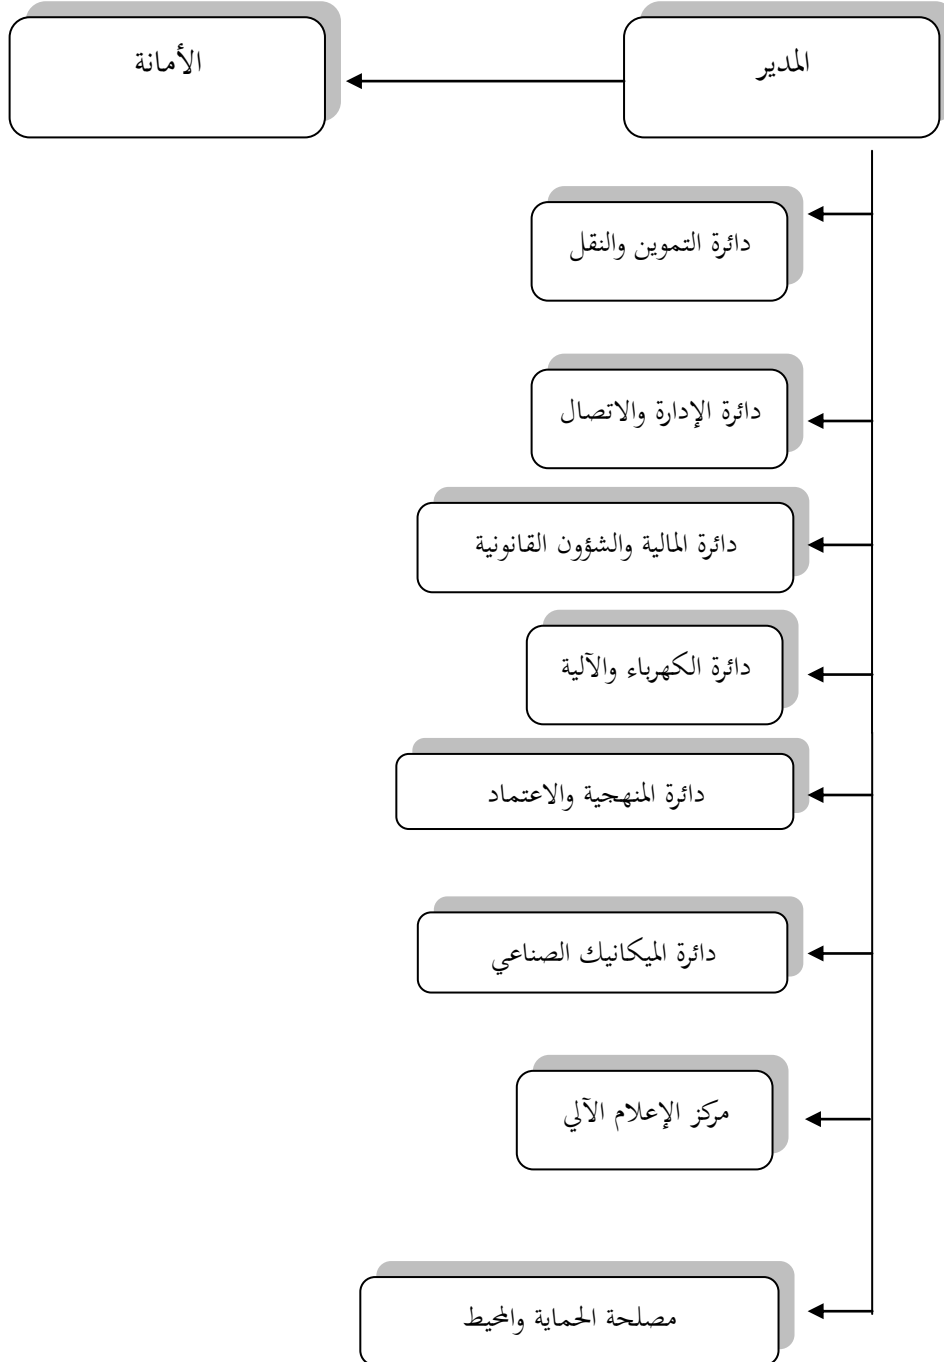 المدير
الأمانة
دائرة التموين والنقل
دائرة الإدارة والاتصال
دائرة المالية والشؤون القانونية
دائرة الكهرباء والآلية
دائرة المنهجية والاعتماد
دائرة الميكانيك الصناعي
مركز الإعلام الآلي
مصلحة الحماية والمحيط